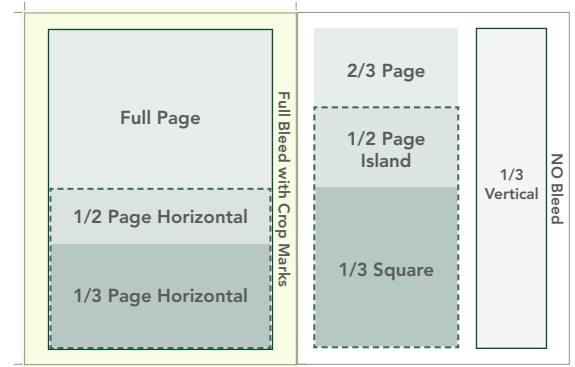 Full Page
1/2 Page Horizontal
1/3 Page Horizontal
Full Bleed with Crop Marks
2/3 Page
1/2 Page
Island
1/3 Square
1/3
Vertical
NO Bleed